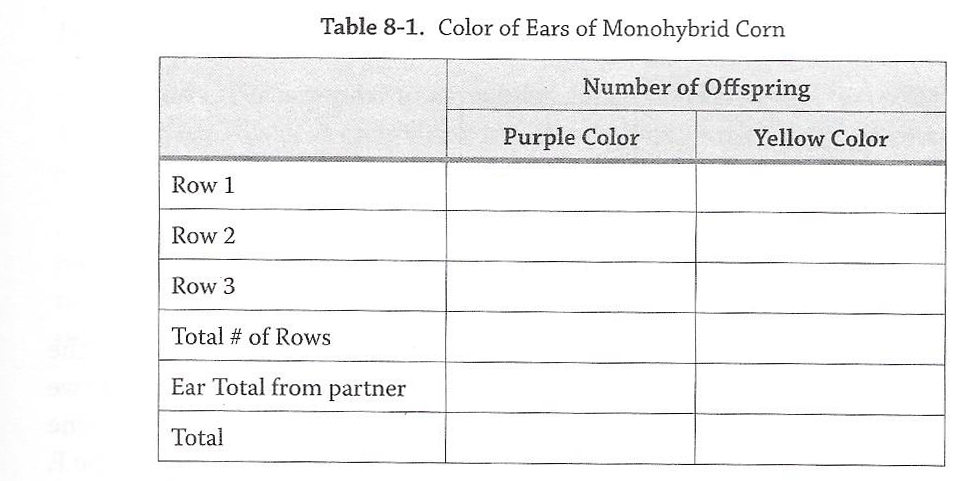 Table 8-1. Color of Ears of Monohybrid Corn
Number of Offspring
Purple Color Yellow Color
Row 1
Row 2
Row 3
Total # of Rows
Ear Total from partner
Total